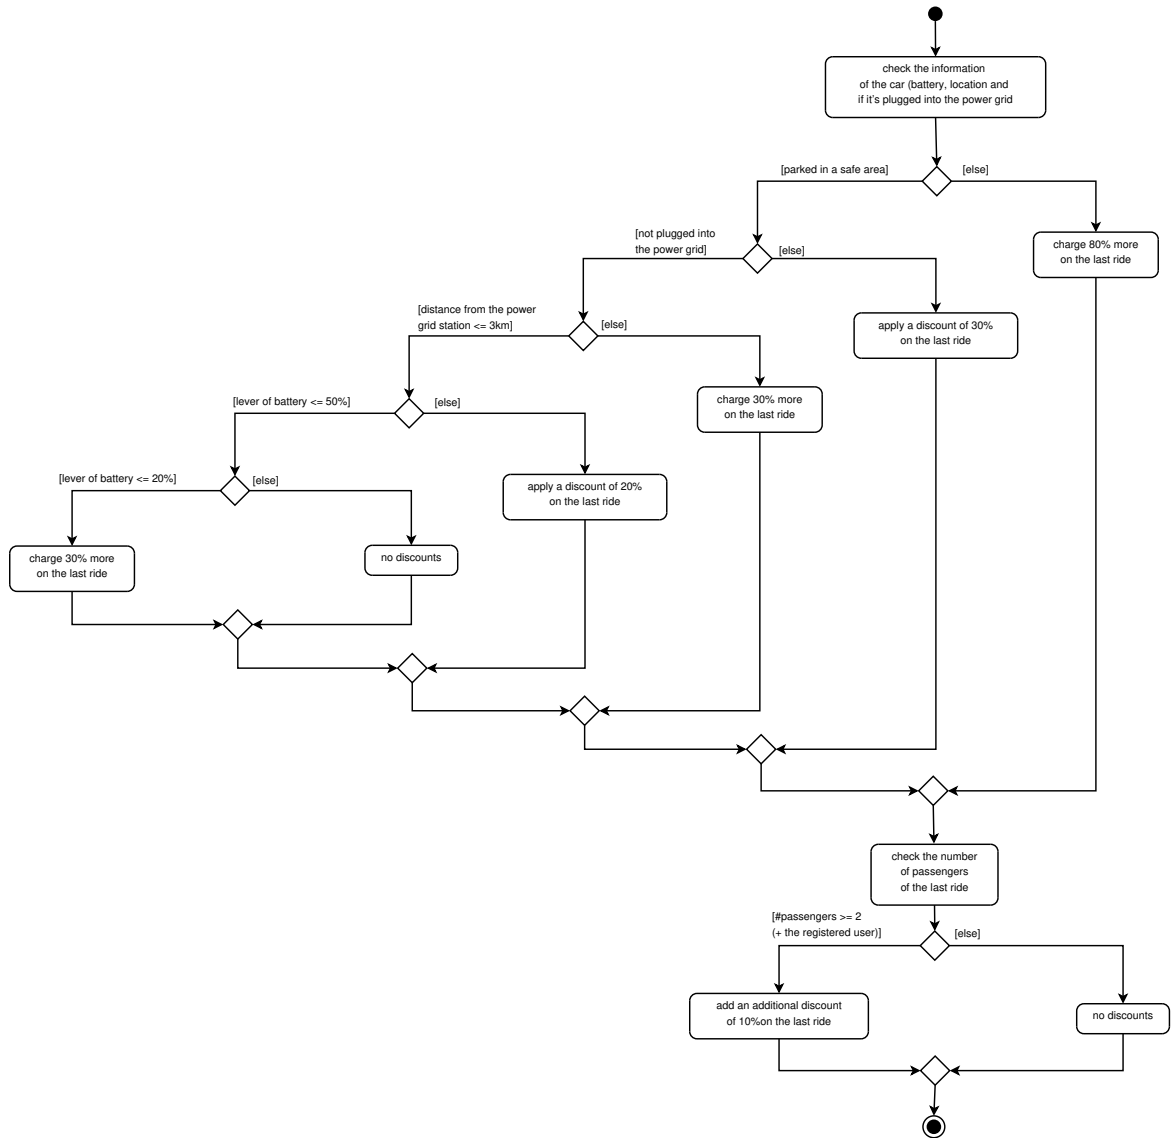 check the information
of the car (battery, location and
if it's plugged into the power grid
[parked in a safe area]
[else]
[not plugged into
the power grid]
[else]
charge 80% more
on the last ride
[distance from the power
grid station <= 3km]
[else]
apply a discount of 30%
on the last ride
[lever of battery <= 50%]
[else]
charge 30% more
on the last ride
[lever of battery <= 20%]
[else]
apply a discount of 20%
on the last ride
charge 30% more
on the last ride
no discounts
check the number
of passengers
of the last ride
[#passengers >= 2
(+ the registered user)]
[else]
add an additional discount
of 10%on the last ride
no discounts